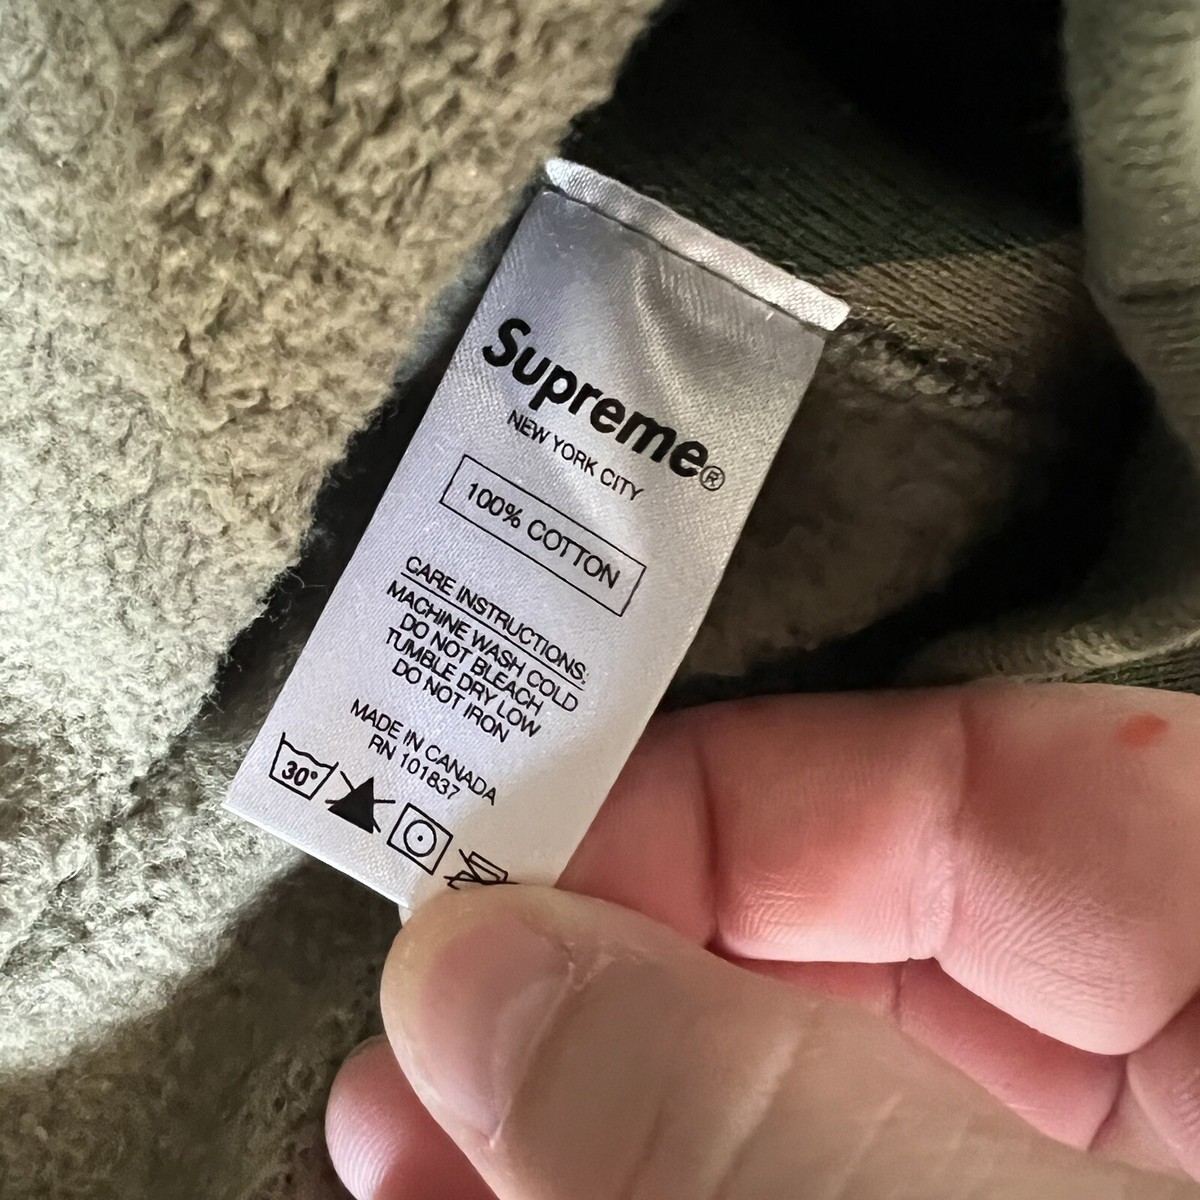 Supreme®
NEW YORK CITY
100% COTTON
CARE INSTRUCTIONS:
MACHINE WASH COLD
DO NOT BLEACH
TUMBLE DRY LOW
DO NOT IRON
MADE IN CANADA
RN 101837
30°